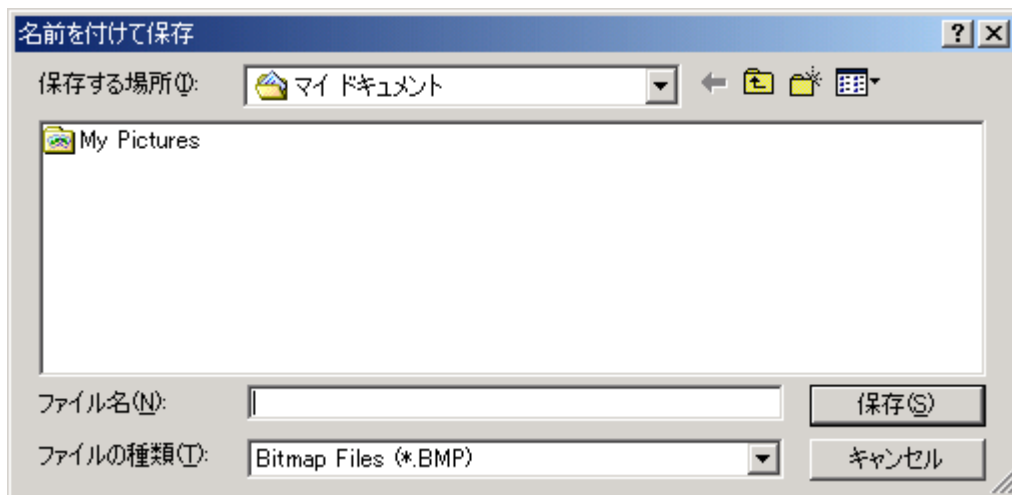 名前を付けて保存
保存する場所(I):
マイ ドキュメント
My Pictures
ファイル名(N):
保存(S)
ファイルの種類(T):
Bitmap Files (*.BMP)
キャンセル